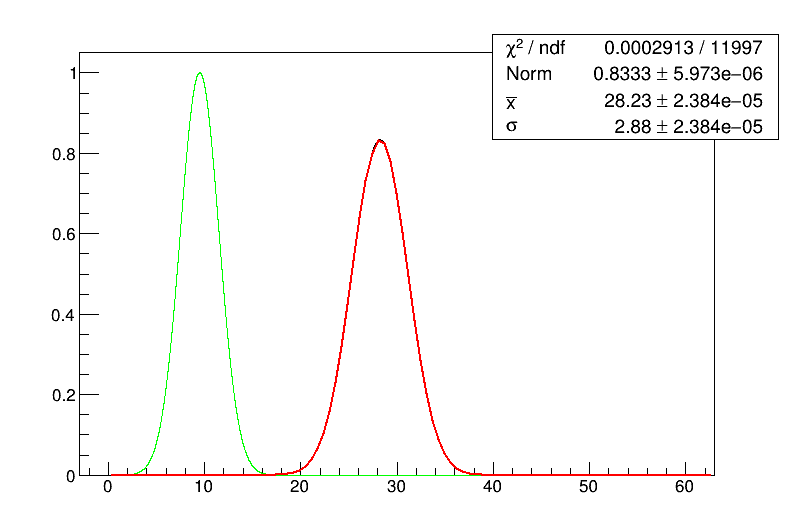 χ² / ndf 0.0002913 / 11997
Norm 0.8333 ± 5.973e−06
x̅ 28.23 ± 2.384e−05
σ 2.88 ± 2.384e−05
1
0.8
0.6
0.4
0.2
0
0 10 20 30 40 50 60